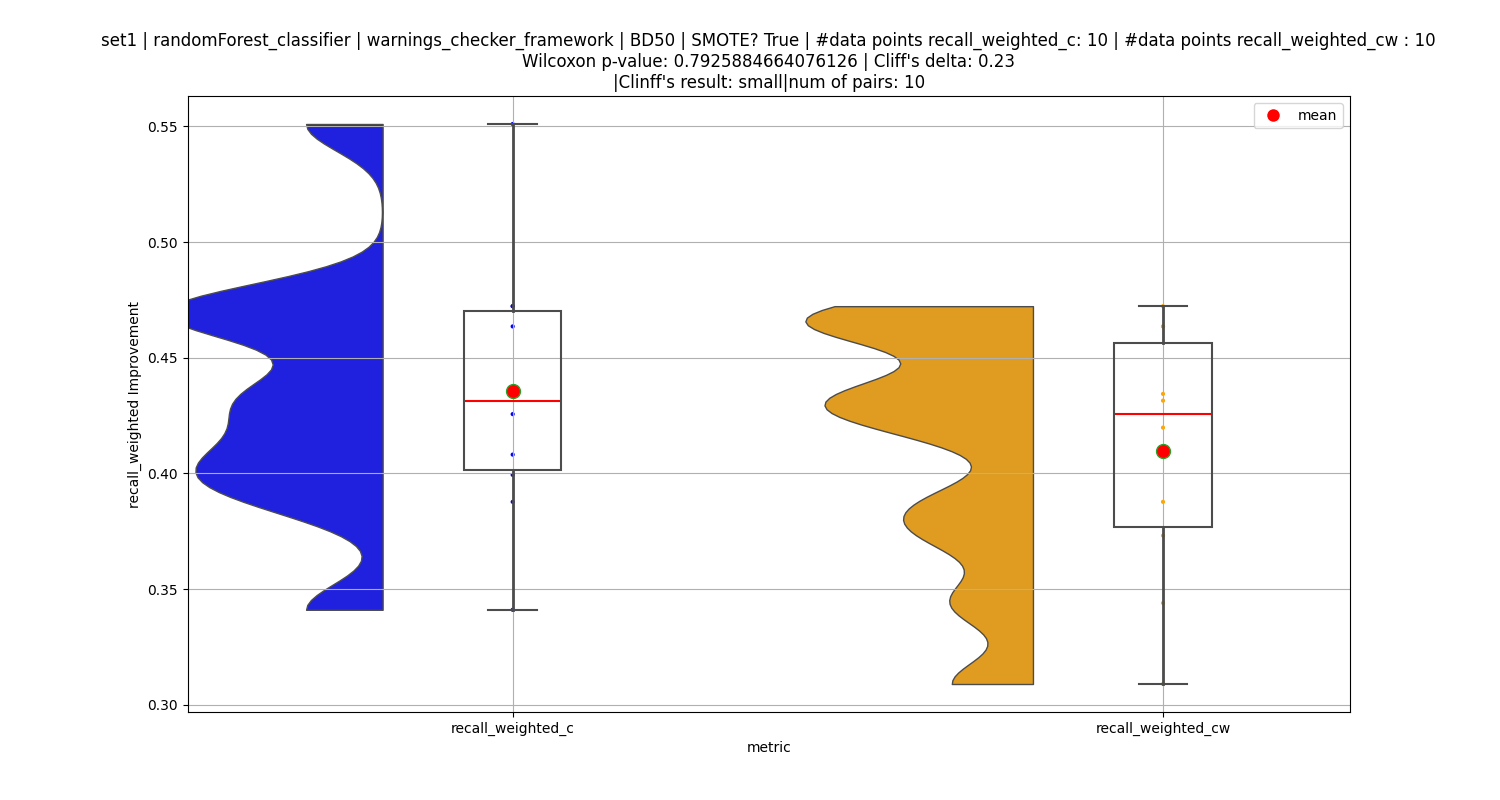 set1 | randomForest_classifier | warnings_checker_framework | BD50 | SMOTE? True | #data points recall_weighted_c: 10 | #data points recall_weighted_cw : 10
Wilcoxon p-value: 0.7925884664076126 | Cliff's delta: 0.23
|Clinff's result: small|num of pairs: 10
mean
0.55
0.50
0.45
0.40
0.35
0.30
recall_weighted Improvement
recall_weighted_c
recall_weighted_cw
metric